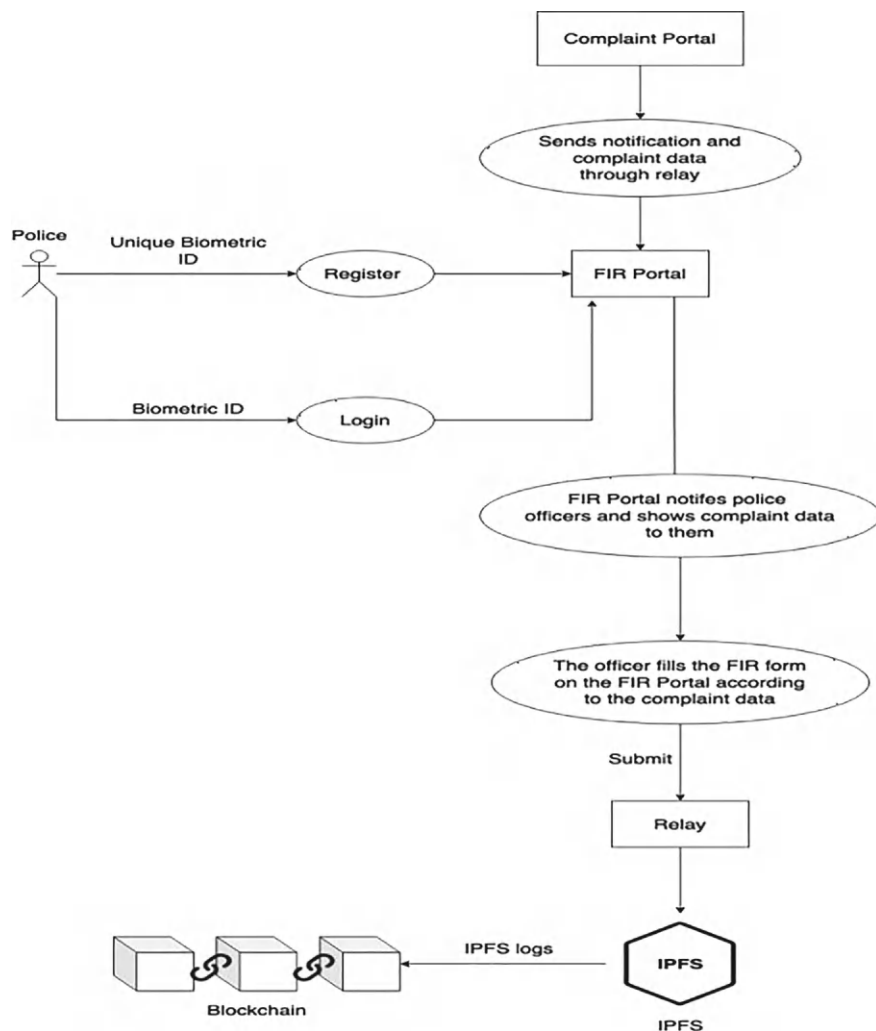 Complaint Portal
Sends notification and
complaint data
through relay
Police
Unique Biometric
ID
Register
FIR Portal
Biometric ID
Login
FIR Portal notifes police
officers and shows complaint data
to them
The officer fills the FIR form
on the FIR Portal according
to the complaint data
Submit
Relay
IPFS logs
IPFS
Blockchain
IPFS